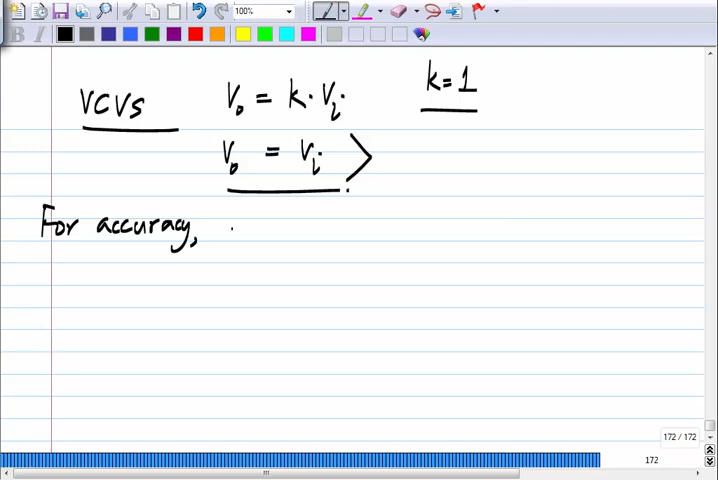 100%
VCVS V₀ = k·Vᵢ k=1
V₀ = Vᵢ
For accuracy,
172 / 172
172